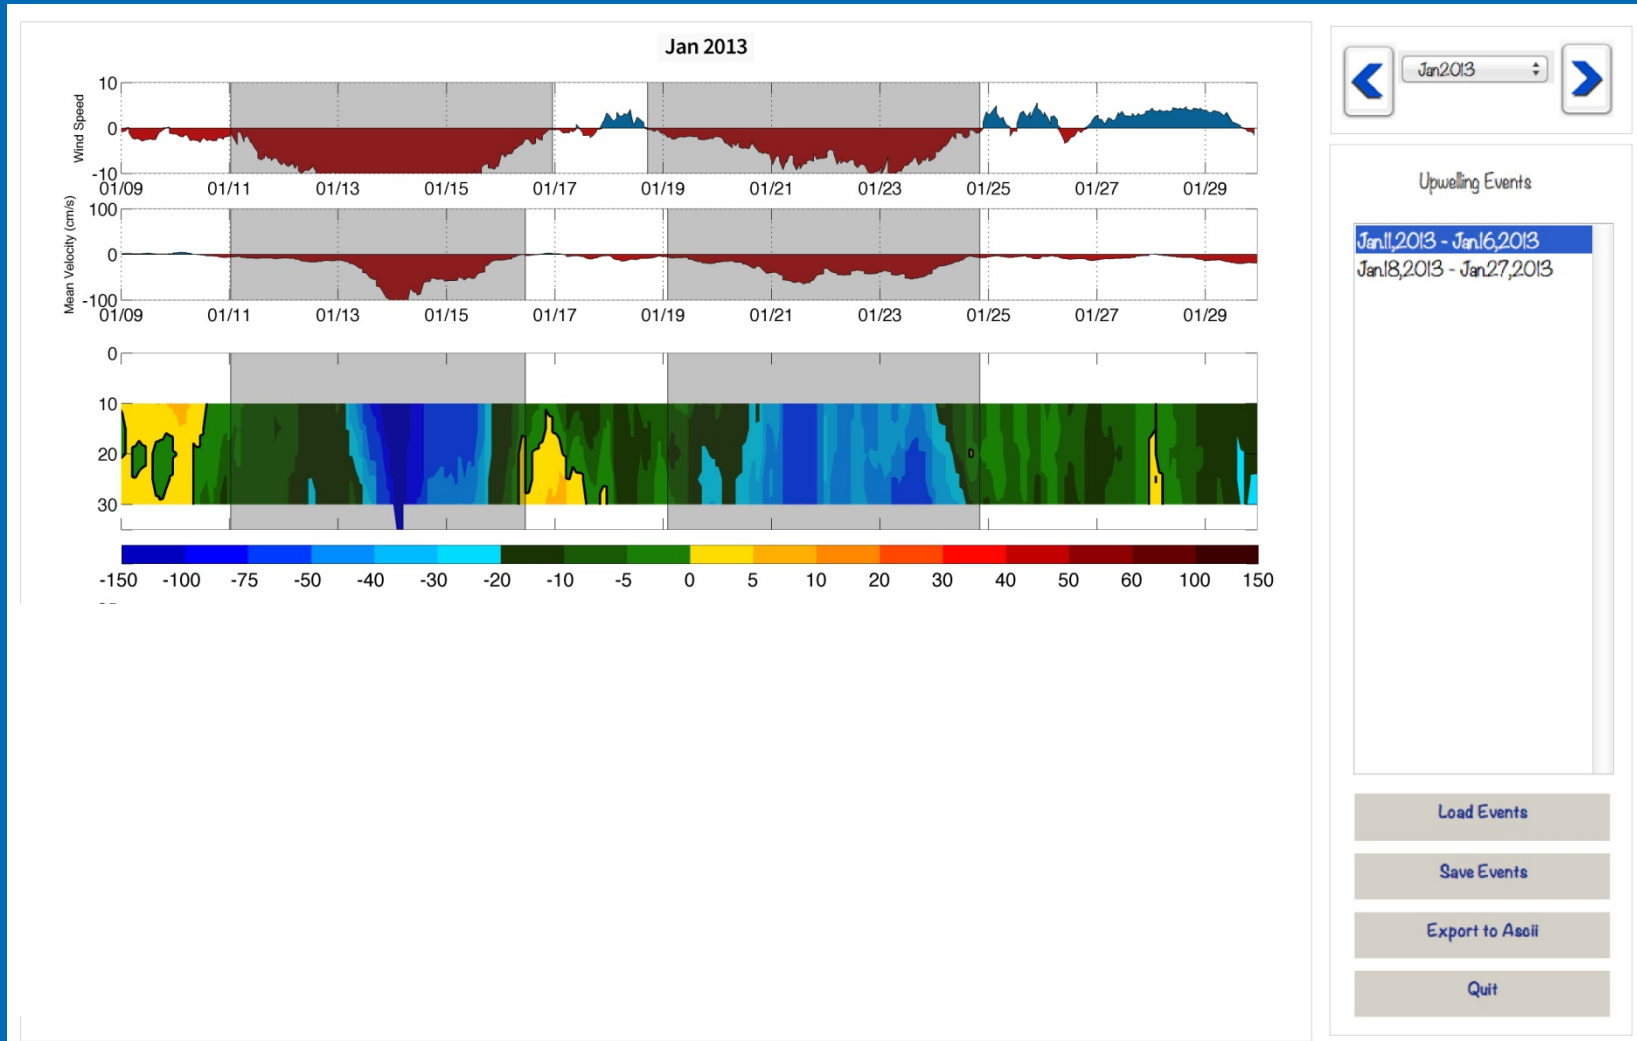 Jan 2013
Wind Speed
10
0
-10
01/09 01/11 01/13 01/15 01/17 01/19 01/21 01/23 01/25 01/27 01/29
Mean Velocity (cm/s)
100
0
-100
01/09 01/11 01/13 01/15 01/17 01/19 01/21 01/23 01/25 01/27 01/29
0
10
20
30
-150 -100 -75 -50 -40 -30 -20 -10 -5 0 5 10 20 30 40 50 60 100 150
Jan2013
Upwelling Events
Jan11,2013 - Jan16,2013
Jan18,2013 - Jan27,2013
Load Events
Save Events
Export to Ascii
Quit